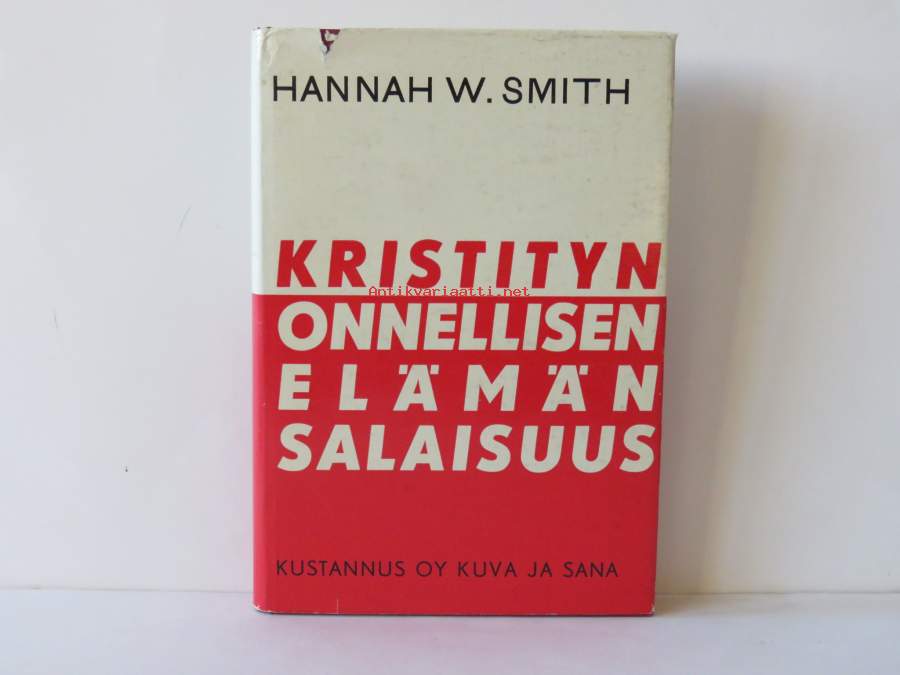 HANNAH W. SMITH
KRISTITYN
Antikvariaatti.net
ONNELLISEN
ELÄMÄN
SALAISUUS
KUSTANNUS OY KUVA JA SANA